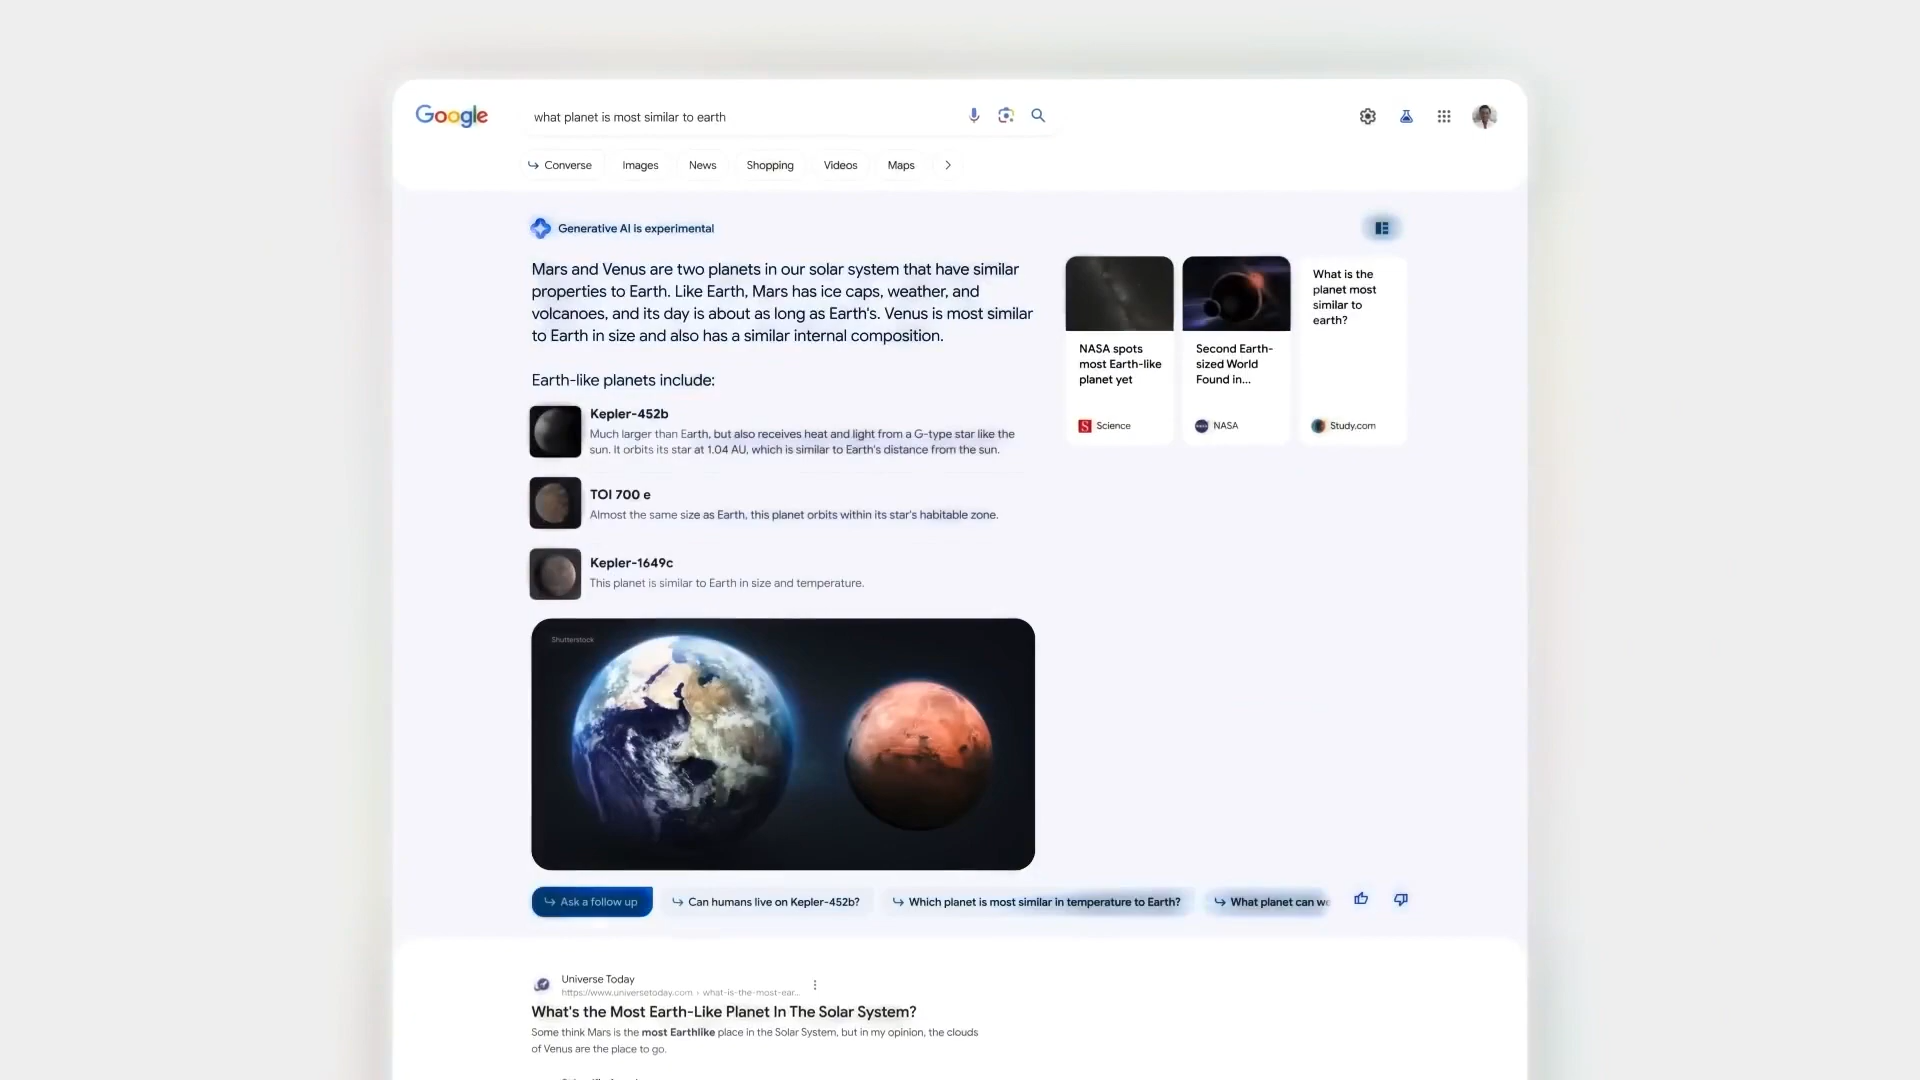 Google
what planet is most similar to earth
Converse
Images
News
Shopping
Videos
Maps
Generative AI is experimental
Mars and Venus are two planets in our solar system that have similar
properties to Earth. Like Earth, Mars has ice caps, weather, and
volcanoes, and its day is about as long as Earth's. Venus is most similar
to Earth in size and also has a similar internal composition.
Earth-like planets include:
Kepler-452b
Much larger than Earth, but also receives heat and light from a G-type star like the
sun. It orbits its star at 1.04 AU, which is similar to Earth's distance from the sun.
TOI 700 e
Almost the same size as Earth, this planet orbits within its star's habitable zone.
Kepler-1649c
This planet is similar to Earth in size and temperature.
Shutterstock
NASA spots
most Earth-like
planet yet
Science
Second Earth-
sized World
Found in...
NASA
What is the
planet most
similar to
earth?
Study.com
Ask a follow up
Can humans live on Kepler-452b?
Which planet is most similar in temperature to Earth?
What planet can we
Universe Today
https://www.universetoday.com › what-is-the-most-ear...
What's the Most Earth-Like Planet In The Solar System?
Some think Mars is the most Earthlike place in the Solar System, but in my opinion, the clouds
of Venus are the place to go.